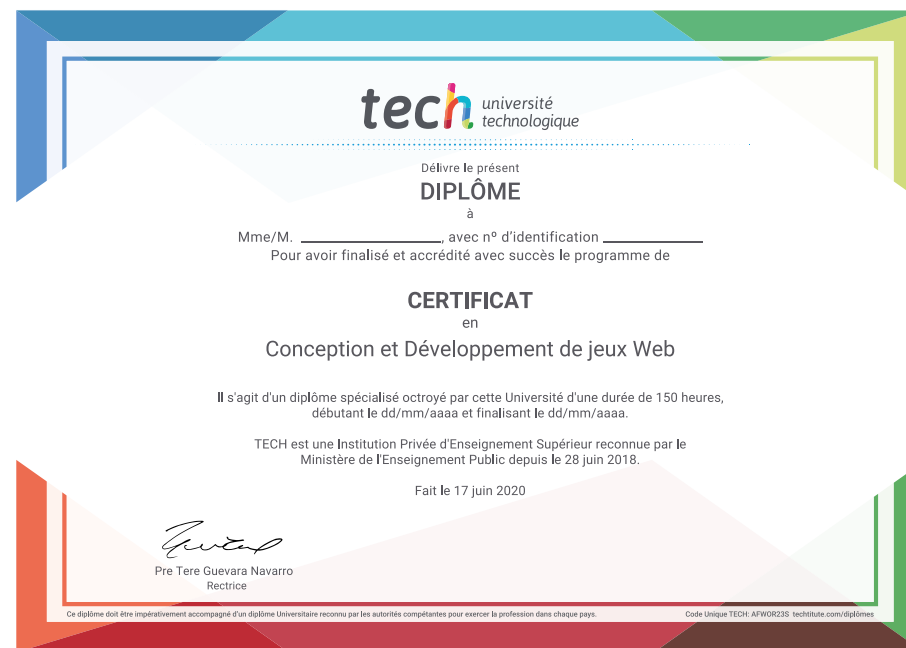 tech université
technologique
Délivre le présent
DIPLÔME
à
Mme/M. ____________________, avec nº d'identification ______________
Pour avoir finalisé et accrédité avec succès le programme de
CERTIFICAT
en
Conception et Développement de jeux Web
Il s'agit d'un diplôme spécialisé octroyé par cette Université d'une durée de 150 heures,
débutant le dd/mm/aaaa et finalisant le dd/mm/aaaa.
TECH est une Institution Privée d'Enseignement Supérieur reconnue par le
Ministère de l'Enseignement Public depuis le 28 juin 2018.
Fait le 17 juin 2020
Pre Tere Guevara Navarro
Rectrice
Ce diplôme doit être impérativement accompagné d'un diplôme Universitaire reconnu par les autorités compétantes pour exercer la profession dans chaque pays.
Code Unique TECH: AFWOR23S techtitute.com/diplômes